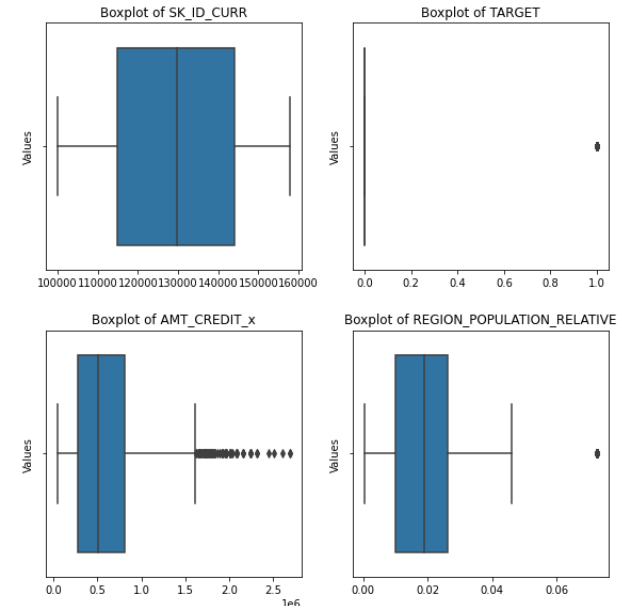 Boxplot of SK_ID_CURR
Values
100000 110000 120000 130000 140000 150000 160000
Boxplot of TARGET
Values
0.0 0.2 0.4 0.6 0.8 1.0
Boxplot of AMT_CREDIT_x
Values
0.0 0.5 1.0 1.5 2.0 2.5
1e6
Boxplot of REGION_POPULATION_RELATIVE
Values
0.00 0.02 0.04 0.06